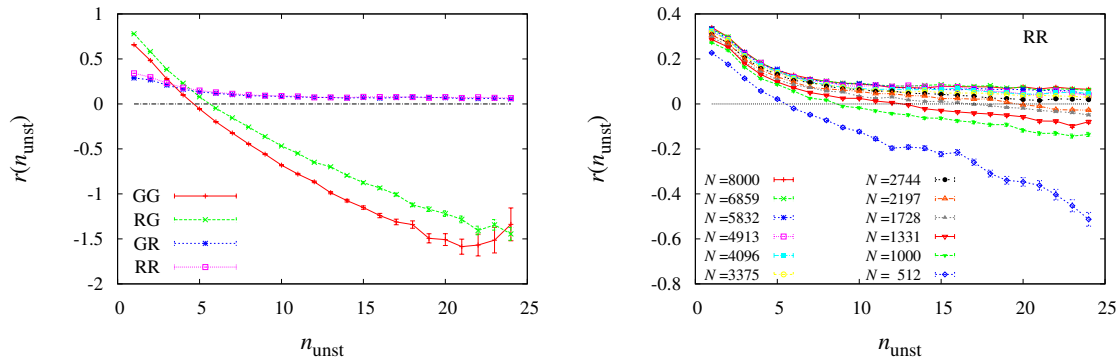 1
0.5
0
-0.5
-1
-1.5
-2
0 5 10 15 20 25
r(n_unst)
n_unst
GG
RG
GR
RR
0.4
0.2
0
-0.2
-0.4
-0.6
-0.8
0 5 10 15 20 25
r(n_unst)
n_unst
RR
N =8000
N =6859
N =5832
N =4913
N =4096
N =3375
N =2744
N =2197
N =1728
N =1331
N =1000
N = 512